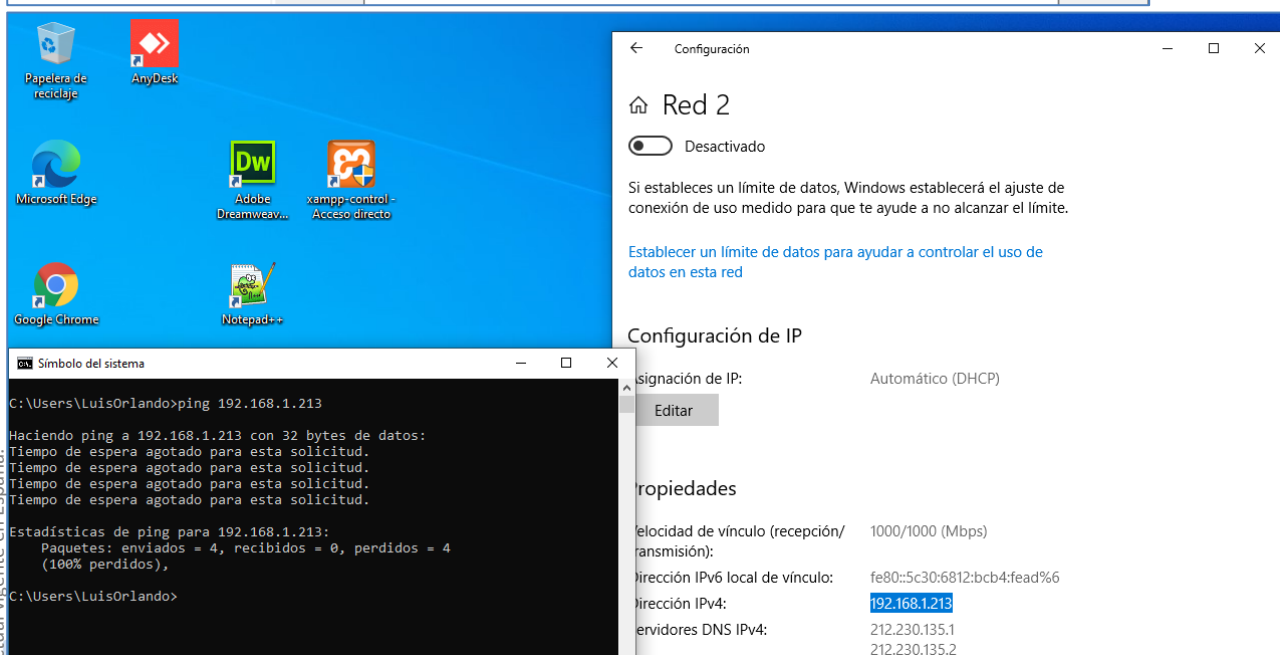 Papelera de
reciclaje
AnyDesk
Microsoft Edge
Dw
Adobe
Dreamweav...
xampp-control -
Acceso directo
Google Chrome
Notepad++
Configuración
Red 2
Desactivado
Si estableces un límite de datos, Windows establecerá el ajuste de
conexión de uso medido para que te ayude a no alcanzar el límite.
Establecer un límite de datos para ayudar a controlar el uso de
datos en esta red
Configuración de IP
signación de IP:
Automático (DHCP)
Editar
ropiedades
elocidad de vínculo (recepción/
ransmisión):
1000/1000 (Mbps)
irección IPv6 local de vínculo:
fe80::5c30:6812:bcb4:fead%6
irección IPv4:
192.168.1.213
ervidores DNS IPv4:
212.230.135.1
212.230.135.2
Símbolo del sistema
C:\Users\LuisOrlando>ping 192.168.1.213
Haciendo ping a 192.168.1.213 con 32 bytes de datos:
Tiempo de espera agotado para esta solicitud.
Tiempo de espera agotado para esta solicitud.
Tiempo de espera agotado para esta solicitud.
Tiempo de espera agotado para esta solicitud.
Estadísticas de ping para 192.168.1.213:
Paquetes: enviados = 4, recibidos = 0, perdidos = 4
(100% perdidos),
C:\Users\LuisOrlando>